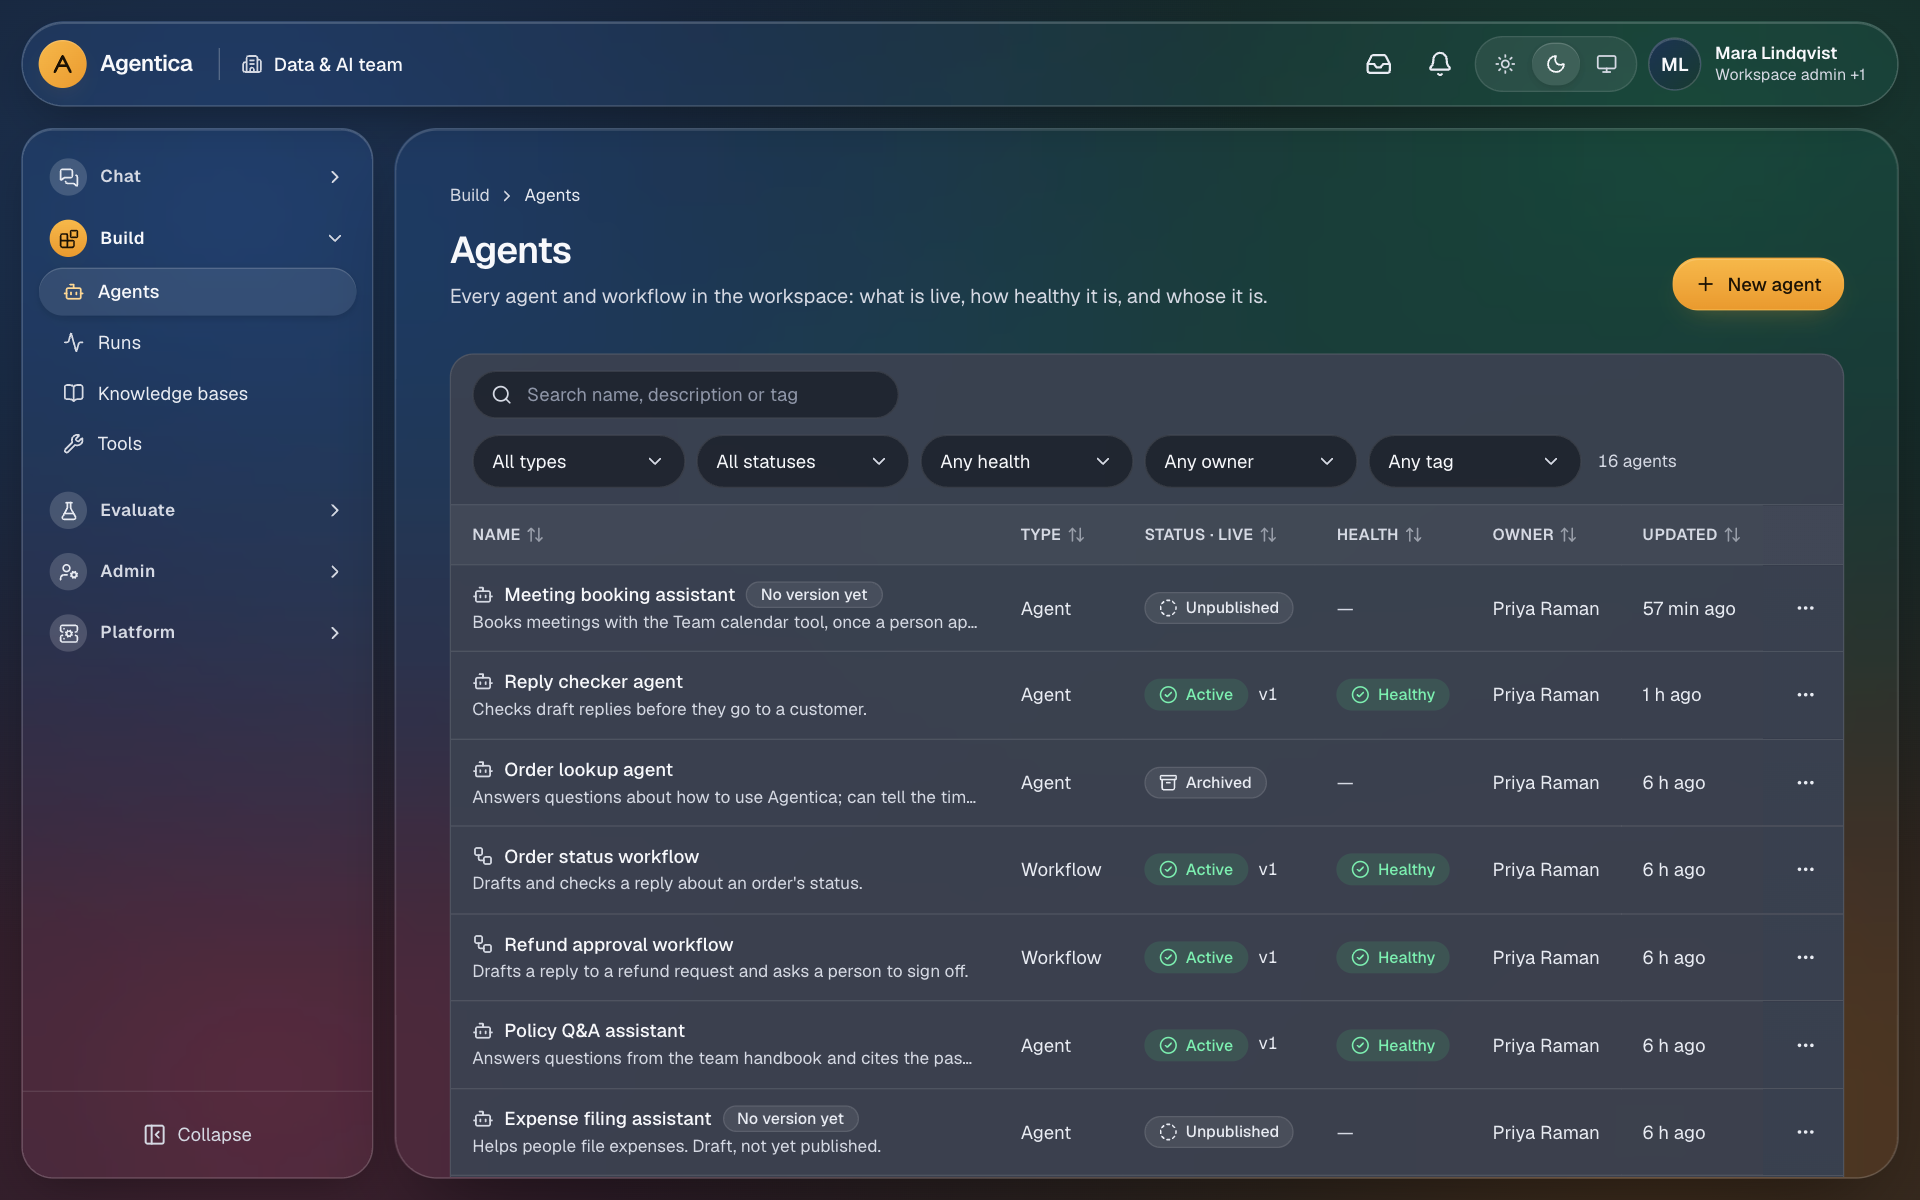 Agentica
Data & AI team
ML
Mara Lindqvist
Workspace admin +1
Chat
Build
Agents
Runs
Knowledge bases
Tools
Evaluate
Admin
Platform
Collapse
Build > Agents
Agents
Every agent and workflow in the workspace: what is live, how healthy it is, and whose it is.
New agent
Search name, description or tag
All types All statuses Any health Any owner Any tag 16 agents
NAME TYPE STATUS · LIVE HEALTH OWNER UPDATED
Meeting booking assistant No version yet
Books meetings with the Team calendar tool, once a person ap...
Agent Unpublished — Priya Raman 57 min ago
Reply checker agent
Checks draft replies before they go to a customer.
Agent Active v1 Healthy Priya Raman 1 h ago
Order lookup agent
Answers questions about how to use Agentica; can tell the tim...
Agent Archived — Priya Raman 6 h ago
Order status workflow
Drafts and checks a reply about an order's status.
Workflow Active v1 Healthy Priya Raman 6 h ago
Refund approval workflow
Drafts a reply to a refund request and asks a person to sign off.
Workflow Active v1 Healthy Priya Raman 6 h ago
Policy Q&A assistant
Answers questions from the team handbook and cites the pas...
Agent Active v1 Healthy Priya Raman 6 h ago
Expense filing assistant No version yet
Helps people file expenses. Draft, not yet published.
Agent Unpublished — Priya Raman 6 h ago